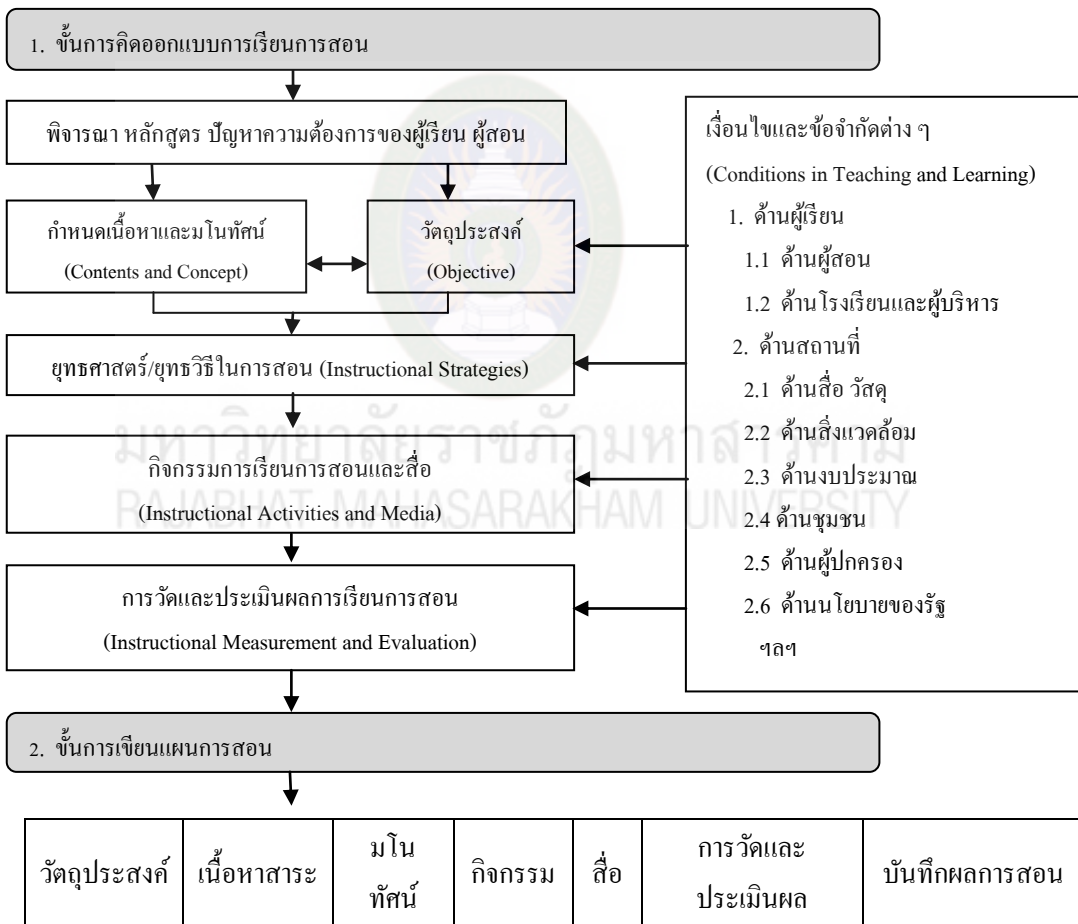 1. ขั้นการคิดออกแบบการเรียนการสอน
พิจารณา หลักสูตร ปัญหาความต้องการของผู้เรียน ผู้สอน
กำหนดเนื้อหาและมโนทัศน์
(Contents and Concept)
วัตถุประสงค์
(Objective)
ยุทธศาสตร์/ยุทธวิธีในการสอน (Instructional Strategies)
กิจกรรมการเรียนการสอนและสื่อ
(Instructional Activities and Media)
การวัดและประเมินผลการเรียนการสอน
(Instructional Measurement and Evaluation)
เงื่อนไขและข้อจำกัดต่าง ๆ
(Conditions in Teaching and Learning)
1. ด้านผู้เรียน
1.1 ด้านผู้สอน
1.2 ด้านโรงเรียนและผู้บริหาร
2. ด้านสถานที่
2.1 ด้านสื่อ วัสดุ
2.2 ด้านสิ่งแวดล้อม
2.3 ด้านงบประมาณ
2.4 ด้านชุมชน
2.5 ด้านผู้ปกครอง
2.6 ด้านนโยบายของรัฐ
ฯลฯ
มหาวิทยาลัยราชภัฏมหาสารคาม
RAJABHAT MAHASARAKHAM UNIVERSITY
2. ขั้นการเขียนแผนการสอน
วัตถุประสงค์
เนื้อหาสาระ
มโน
ทัศน์
กิจกรรม
สื่อ
การวัดและ
ประเมินผล
บันทึกผลการสอน